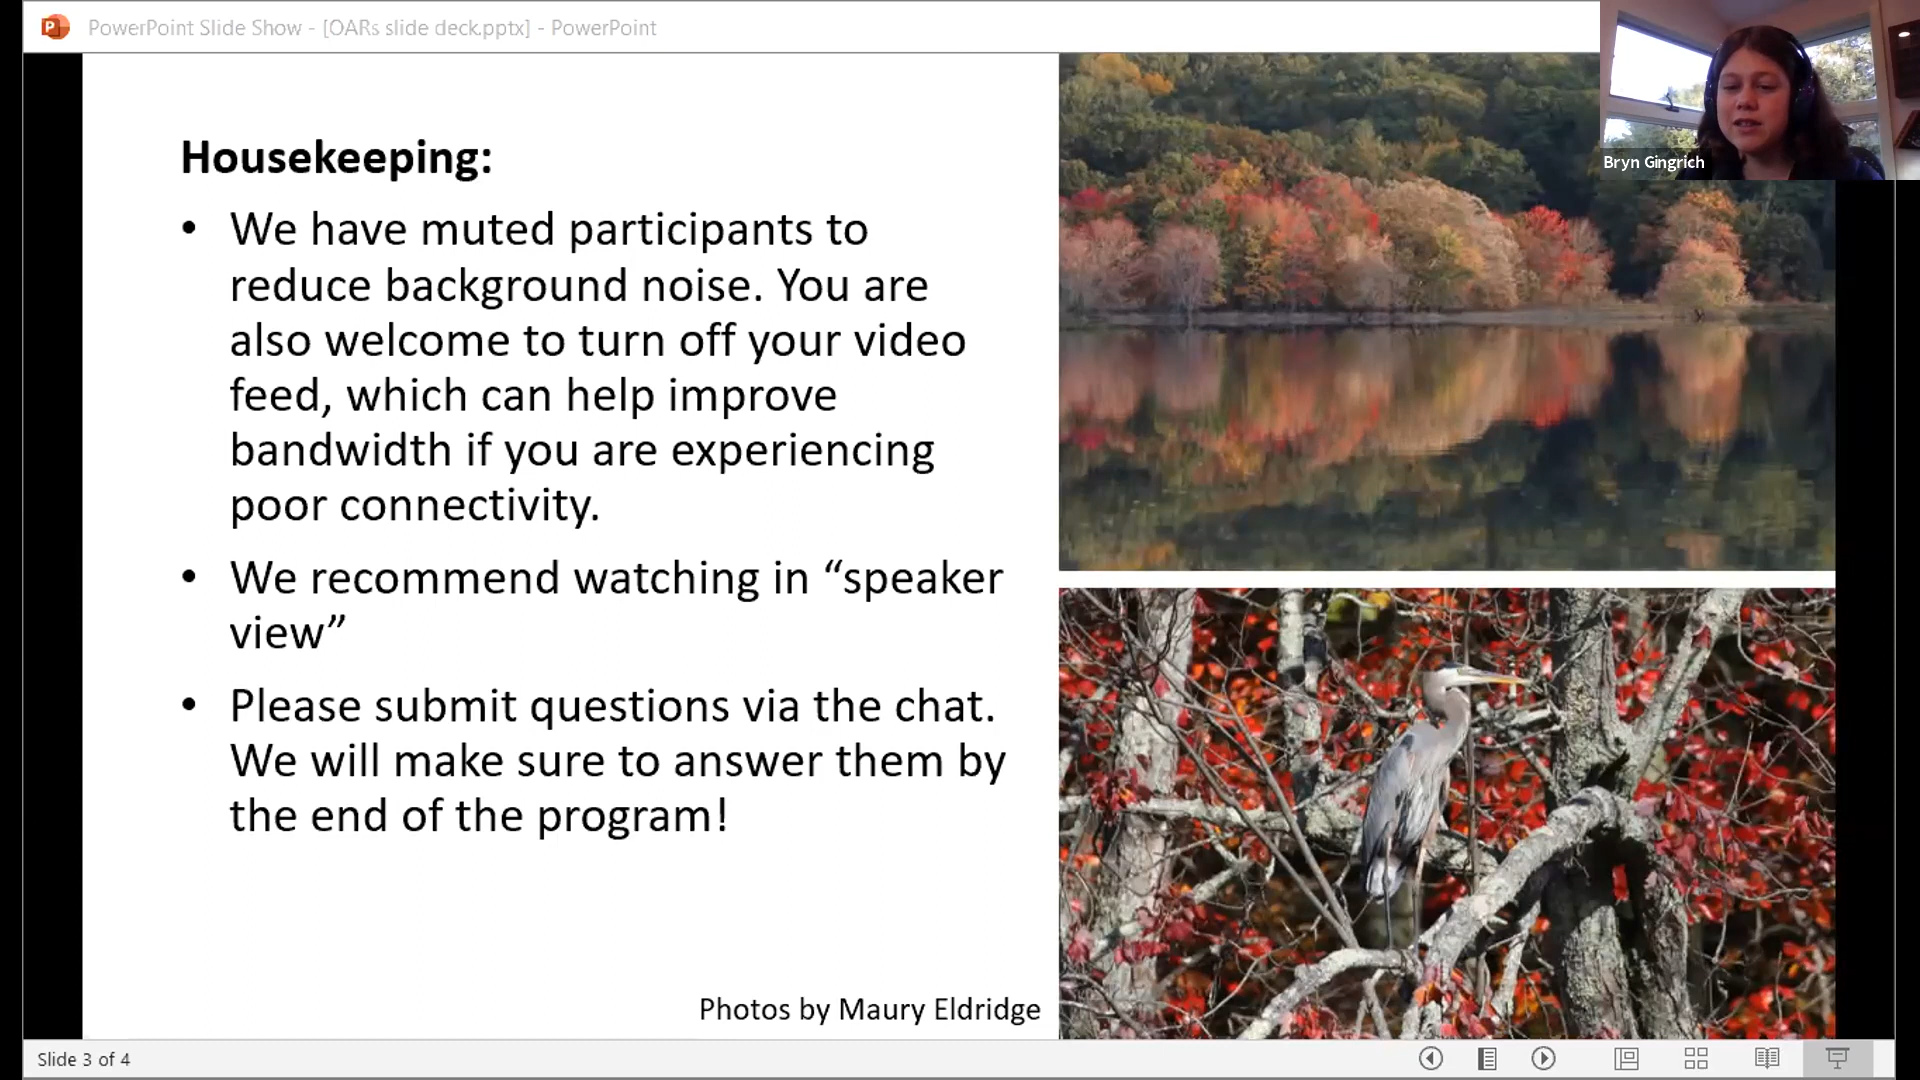 PowerPoint Slide Show - [OARs slide deck.pptx] - PowerPoint
Bryn Gingrich
Housekeeping:
• We have muted participants to
reduce background noise. You are
also welcome to turn off your video
feed, which can help improve
bandwidth if you are experiencing
poor connectivity.
• We recommend watching in “speaker
view”
• Please submit questions via the chat.
We will make sure to answer them by
the end of the program!
Photos by Maury Eldridge
Slide 3 of 4